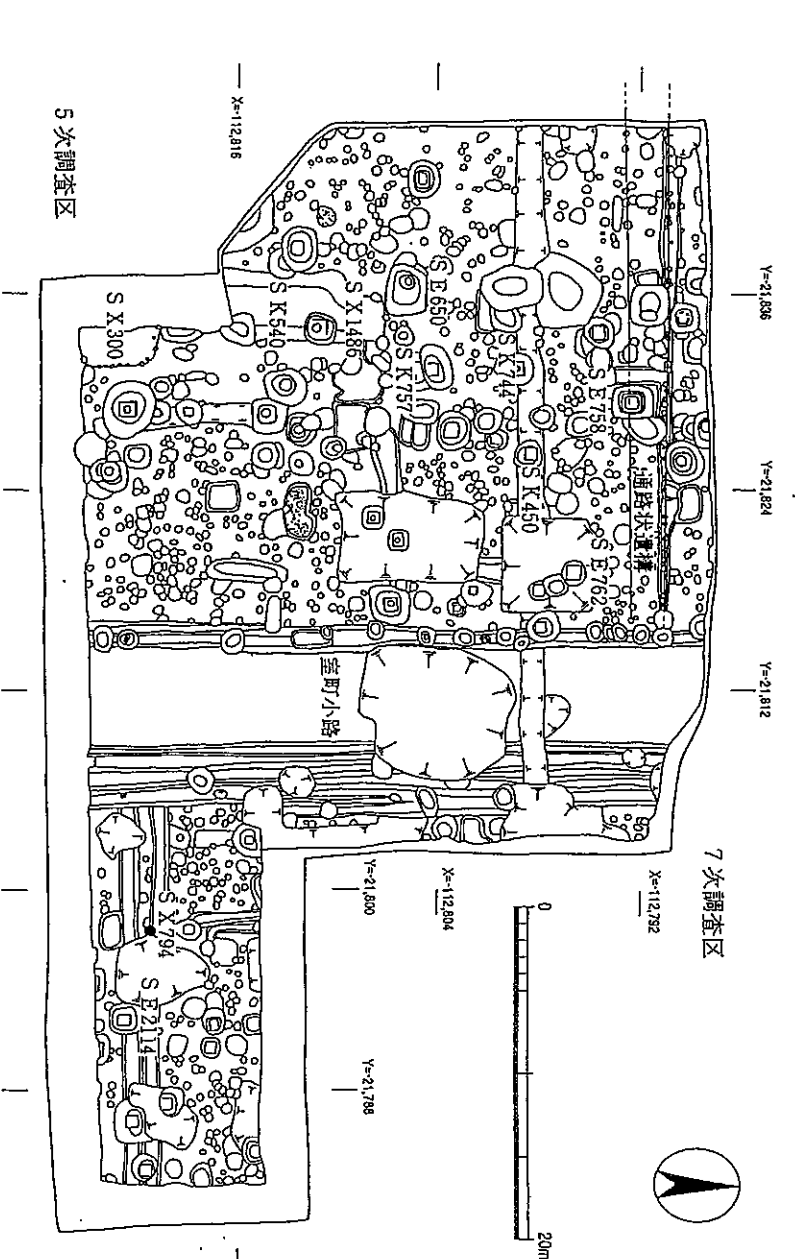 7次調査区
5次調査区
X=-112,792
X=-112,804
X=-112,816
Y=-21,836
Y=-21,824
Y=-21,812
Y=-21,800
Y=-21,788
通路状遺構
SE758
SE762
SK744
SK450
SE650
SK757
SX1486
SK540
SX300
室町小路
SX794
SE2114
0
20m